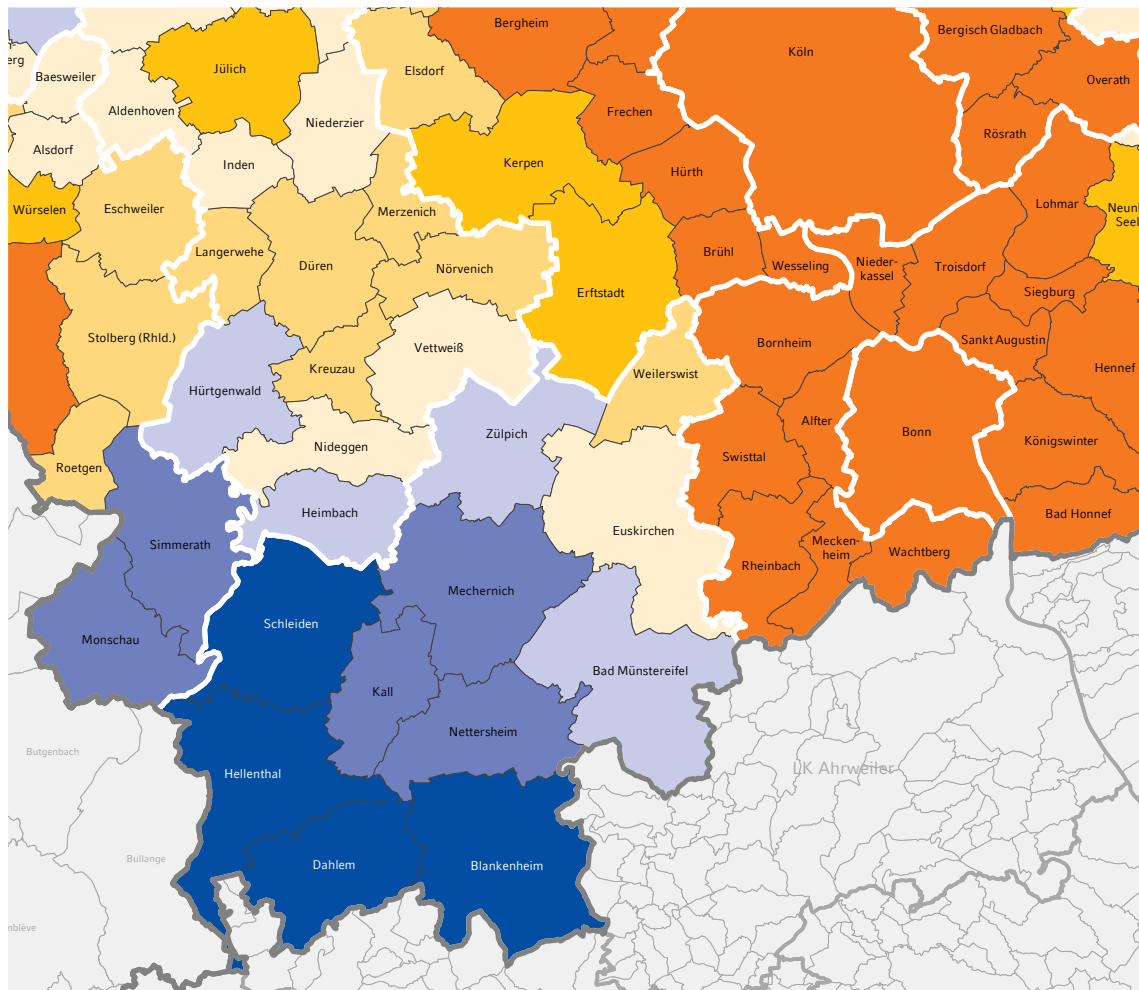 Bergheim
Bergisch Gladbach
Köln
erg
Baesweiler
Jülich
Elsdorf
Overath
Aldenhoven
Niederzier
Frechen
Rösrath
Alsdorf
Inden
Kerpen
Hürth
Würselen
Eschweiler
Merzenich
Lohmar
Neunk
Seel
Langerwehe
Düren
Nörvenich
Brühl
Wesseling
Nieder-
kassel
Troisdorf
Erftstadt
Siegburg
Stolberg (Rhld.)
Vettweiß
Bornheim
Sankt Augustin
Kreuzau
Weilerswist
Hennef
Hürtgenwald
Alfter
Bonn
Nideggen
Zülpich
Königswinter
Swisttal
Roetgen
Heimbach
Bad Honnef
Simmerath
Euskirchen
Mecken-
heim
Wachtberg
Rheinbach
Mechernich
Schleiden
Monschau
Bad Münstereifel
Kall
Nettersheim
Butgenbach
Hellenthal
LK Ahrweiler
Bullange
Dahlem
Blankenheim
mblève